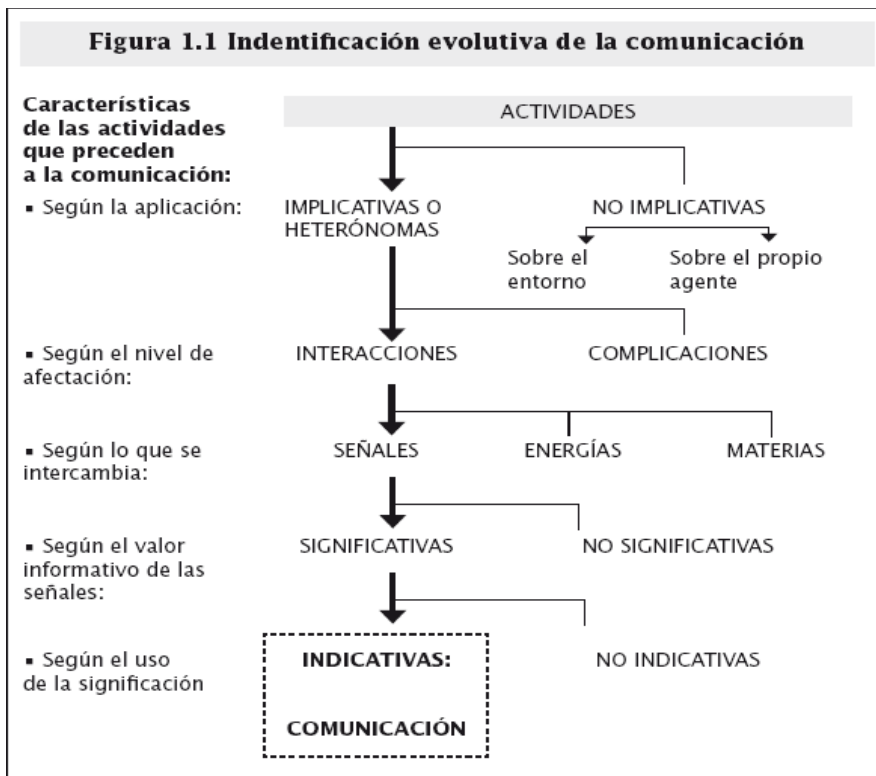 Figura 1.1 Indentificación evolutiva de la comunicación
Características
de las actividades
que preceden
a la comunicación:
ACTIVIDADES
▪ Según la aplicación:
IMPLICATIVAS O
HETERÓNOMAS
NO IMPLICATIVAS
Sobre el
entorno
Sobre el propio
agente
▪ Según el nivel de
afectación:
INTERACCIONES
COMPLICACIONES
▪ Según lo que se
intercambia:
SEÑALES
ENERGÍAS
MATERIAS
▪ Según el valor
informativo de las
señales:
SIGNIFICATIVAS
NO SIGNIFICATIVAS
▪ Según el uso
de la significación
INDICATIVAS:
COMUNICACIÓN
NO INDICATIVAS